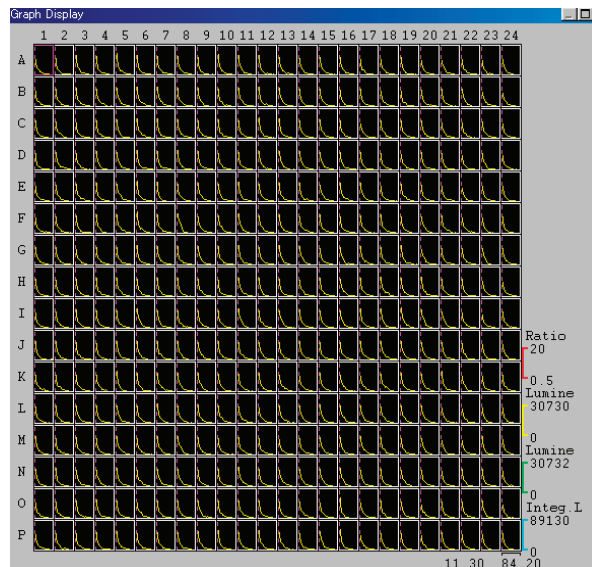 Graph Display
1 2 3 4 5 6 7 8 9 10 11 12 13 14 15 16 17 18 19 20 21 22 23 24
A
B
C
D
E
F
G
H
I
J
K
L
M
N
O
P
Ratio
20
0.5
Lumine
30730
0
Lumine
30732
0
Integ.L
89130
0
11.30 84.20